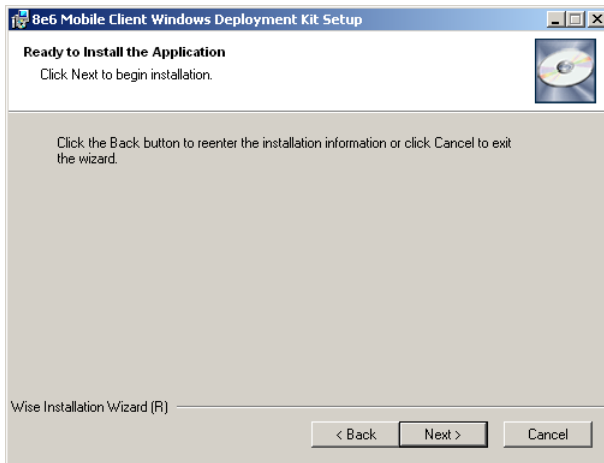 8e6 Mobile Client Windows Deployment Kit Setup
Ready to Install the Application
Click Next to begin installation.
Click the Back button to reenter the installation information or click Cancel to exit
the wizard.
Wise Installation Wizard (R)
< Back
Next >
Cancel